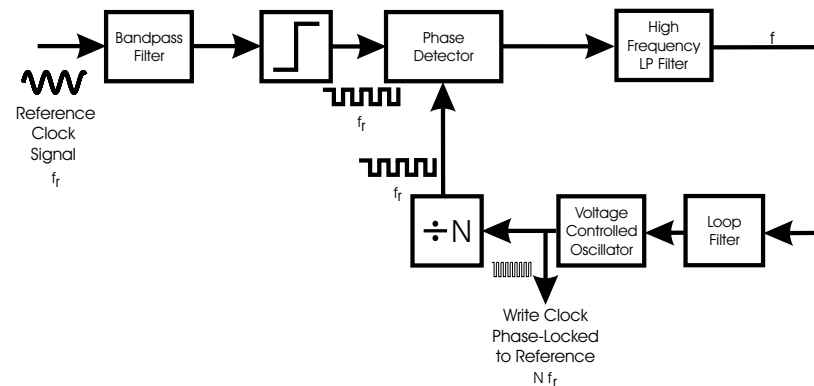 Bandpass
Filter
Phase
Detector
High
Frequency
LP Filter
f
Reference
Clock
Signal
fr
fr
fr
÷N
Voltage
Controlled
Oscillator
Loop
Filter
Write Clock
Phase-Locked
to Reference
N fr